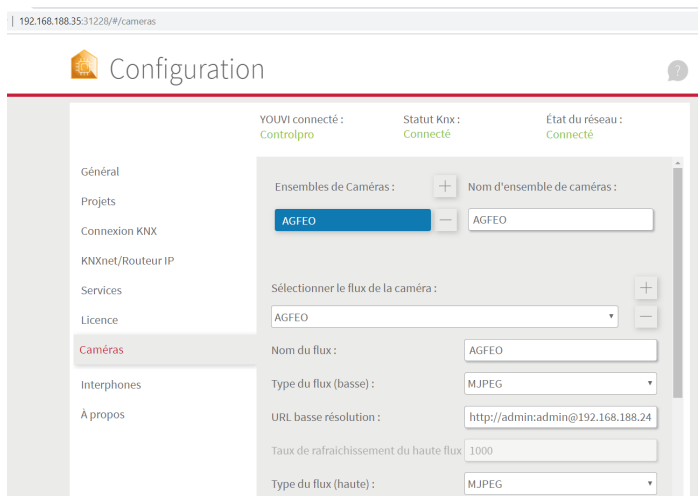 192.168.188.35:31228/#/cameras
Configuration
?
YOUVI connecté :
Controlpro
Statut Knx :
Connecté
État du réseau :
Connecté
Général
Projets
Connexion KNX
KNXnet/Routeur IP
Services
Licence
Caméras
Interphones
À propos
Ensembles de Caméras :
Nom d'ensemble de caméras :
AGFEO
AGFEO
Sélectionner le flux de la caméra :
AGFEO
Nom du flux :
AGFEO
Type du flux (basse) :
MJPEG
URL basse résolution :
http://admin:admin@192.168.188.24
Taux de rafraichissement du haute flux
1000
Type du flux (haute) :
MJPEG